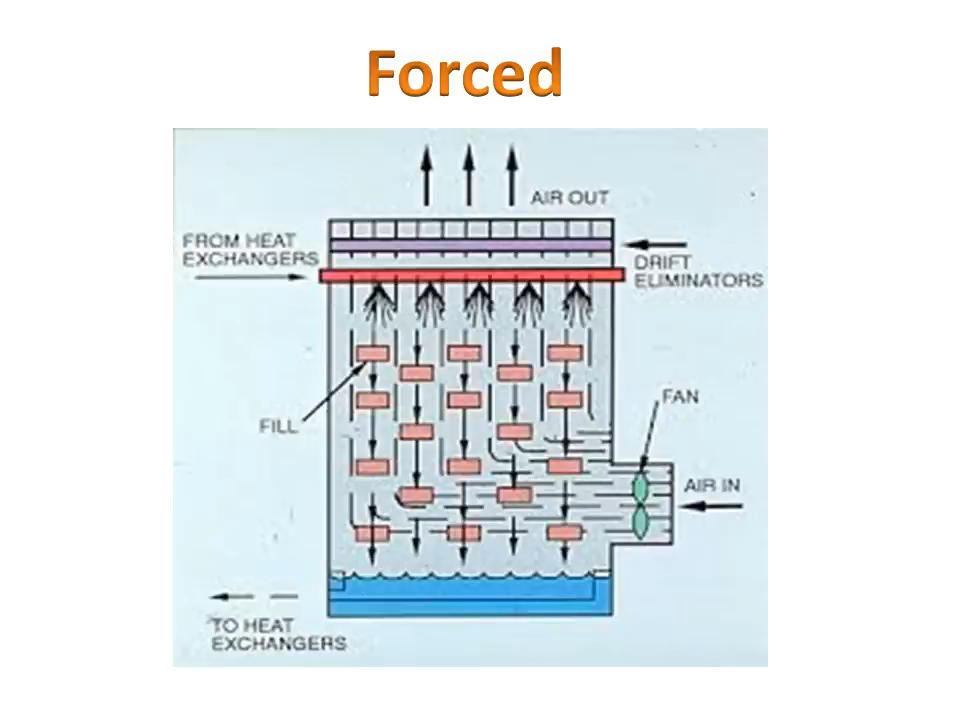 Forced
AIR OUT
FROM HEAT
EXCHANGERS
DRIFT
ELIMINATORS
FILL
FAN
AIR IN
TO HEAT
EXCHANGERS